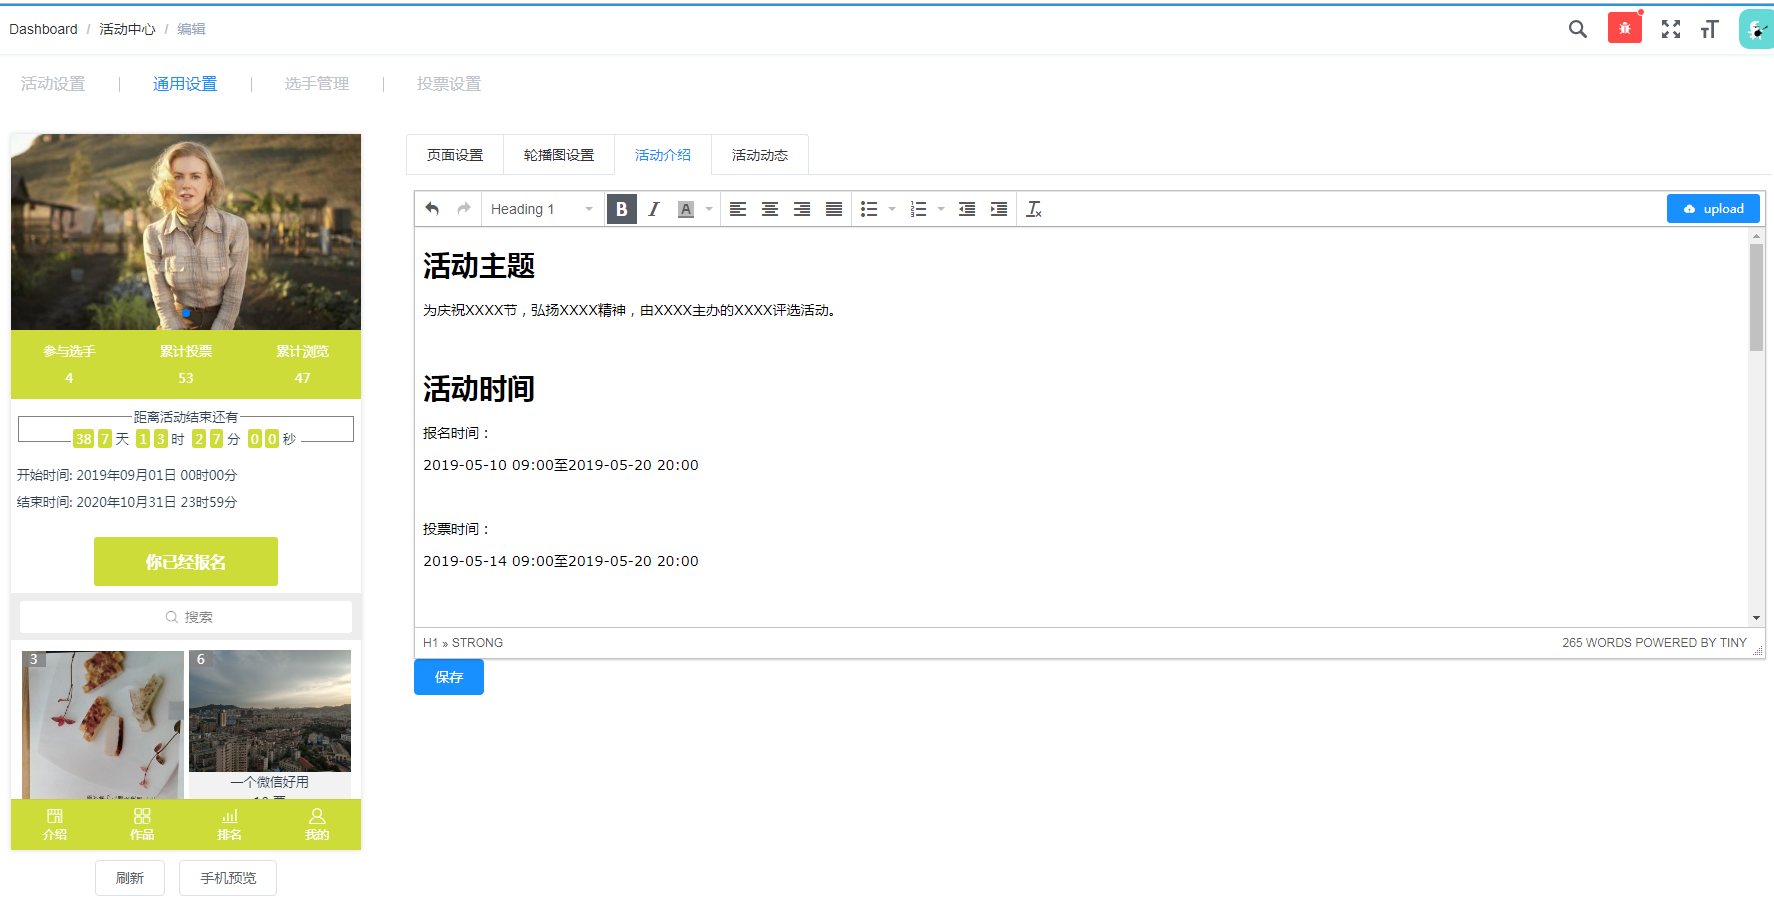 Dashboard / 活动中心 / 编辑
活动设置 | 通用设置 | 选手管理 | 投票设置
参与选手 累计投票 累计浏览
4 53 47
距离活动结束还有
38 7 天 1 3 时 2 7 分 0 0 秒
开始时间: 2019年09月01日 00时00分
结束时间: 2020年10月31日 23时59分
你已经报名
搜索
3
6
一个微信好用
介绍 作品 排名 我的
刷新 手机预览
页面设置 轮播图设置 活动介绍 活动动态
Heading 1 B I A upload
活动主题
为庆祝XXXX节，弘扬XXXX精神，由XXXX主办的XXXX评选活动。
活动时间
报名时间：
2019-05-10 09:00至2019-05-20 20:00
投票时间：
2019-05-14 09:00至2019-05-20 20:00
H1 » STRONG 265 WORDS POWERED BY TINY
保存